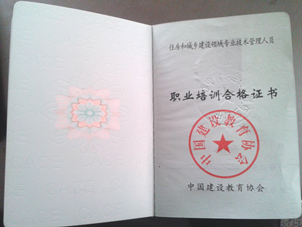 住房和城乡建设领域专业技术管理人员
职业培训合格证书
中国建设教育协会
中国建设教育协会